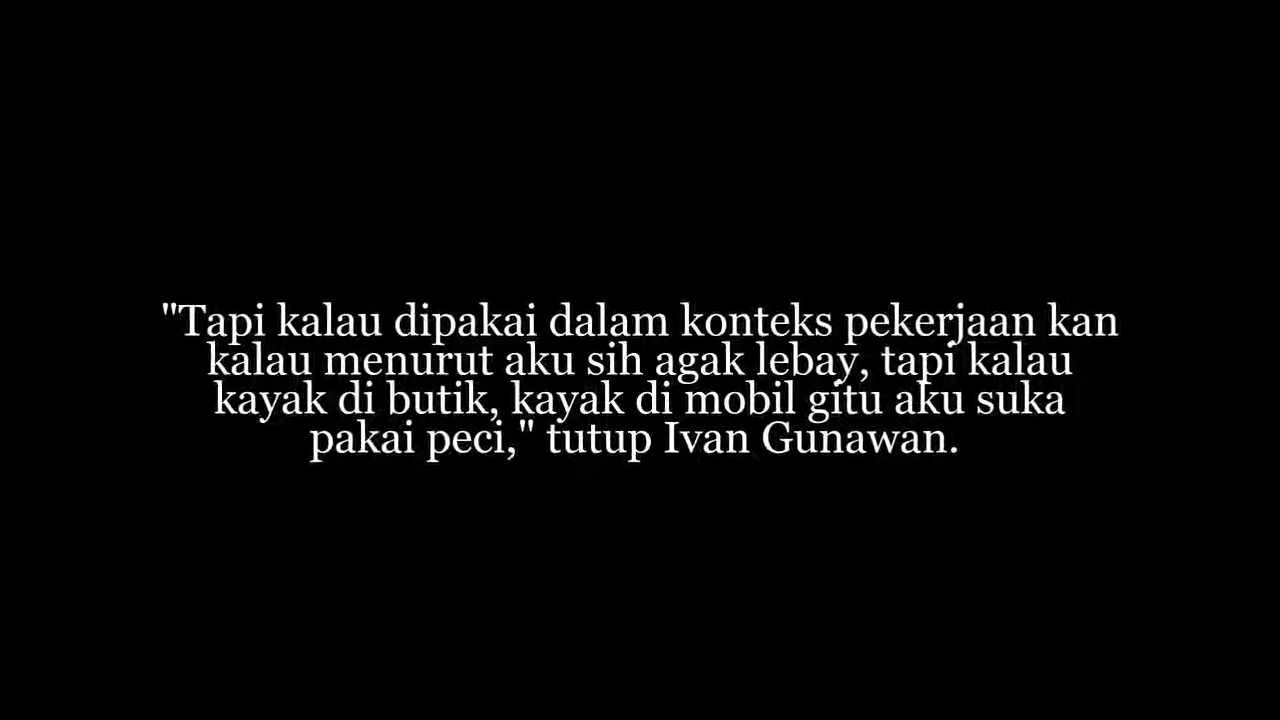 "Tapi kalau dipakai dalam konteks pekerjaan kan
kalau menurut aku sih agak lebay, tapi kalau
kayak di butik, kayak di mobil gitu aku suka
pakai peci," tutup Ivan Gunawan.